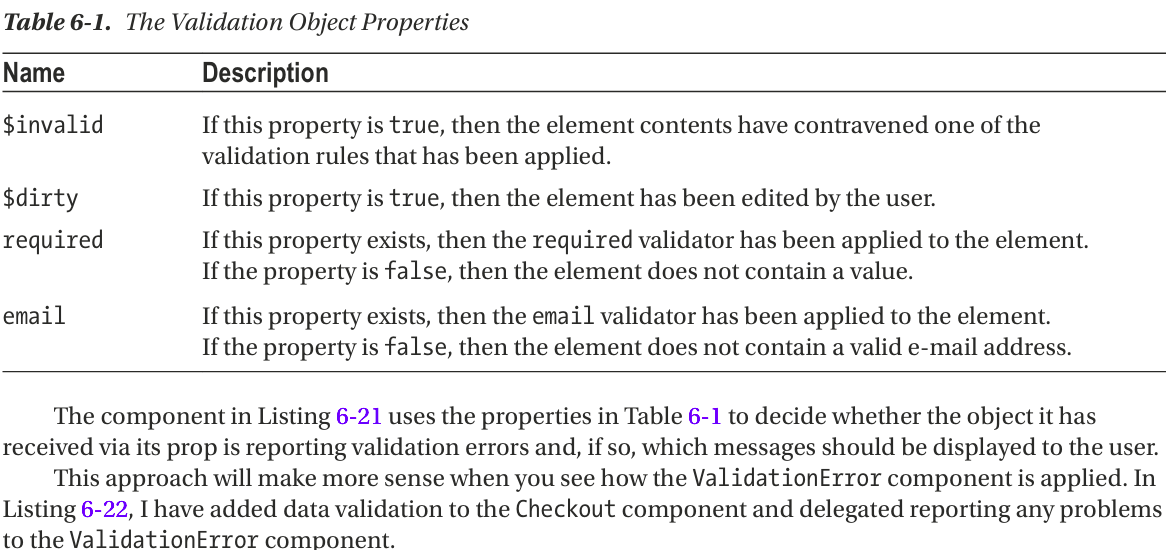 Table 6-1. The Validation Object Properties
Name Description
$invalid If this property is true, then the element contents have contravened one of the
validation rules that has been applied.
$dirty If this property is true, then the element has been edited by the user.
required If this property exists, then the required validator has been applied to the element.
If the property is false, then the element does not contain a value.
email If this property exists, then the email validator has been applied to the element.
If the property is false, then the element does not contain a valid e-mail address.
The component in Listing 6-21 uses the properties in Table 6-1 to decide whether the object it has
received via its prop is reporting validation errors and, if so, which messages should be displayed to the user.
This approach will make more sense when you see how the ValidationError component is applied. In
Listing 6-22, I have added data validation to the Checkout component and delegated reporting any problems
to the ValidationError component.